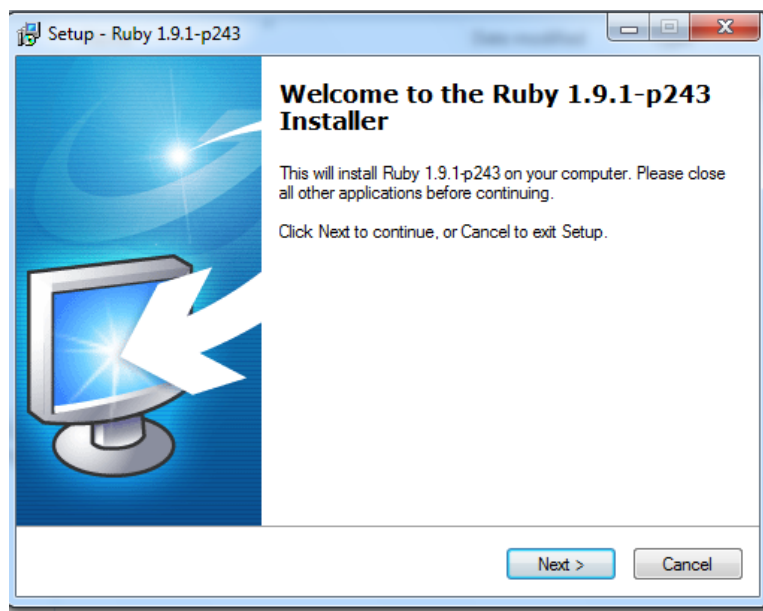 Setup - Ruby 1.9.1-p243
Welcome to the Ruby 1.9.1-p243
Installer
This will install Ruby 1.9.1-p243 on your computer. Please close
all other applications before continuing.
Click Next to continue, or Cancel to exit Setup.
Next >
Cancel